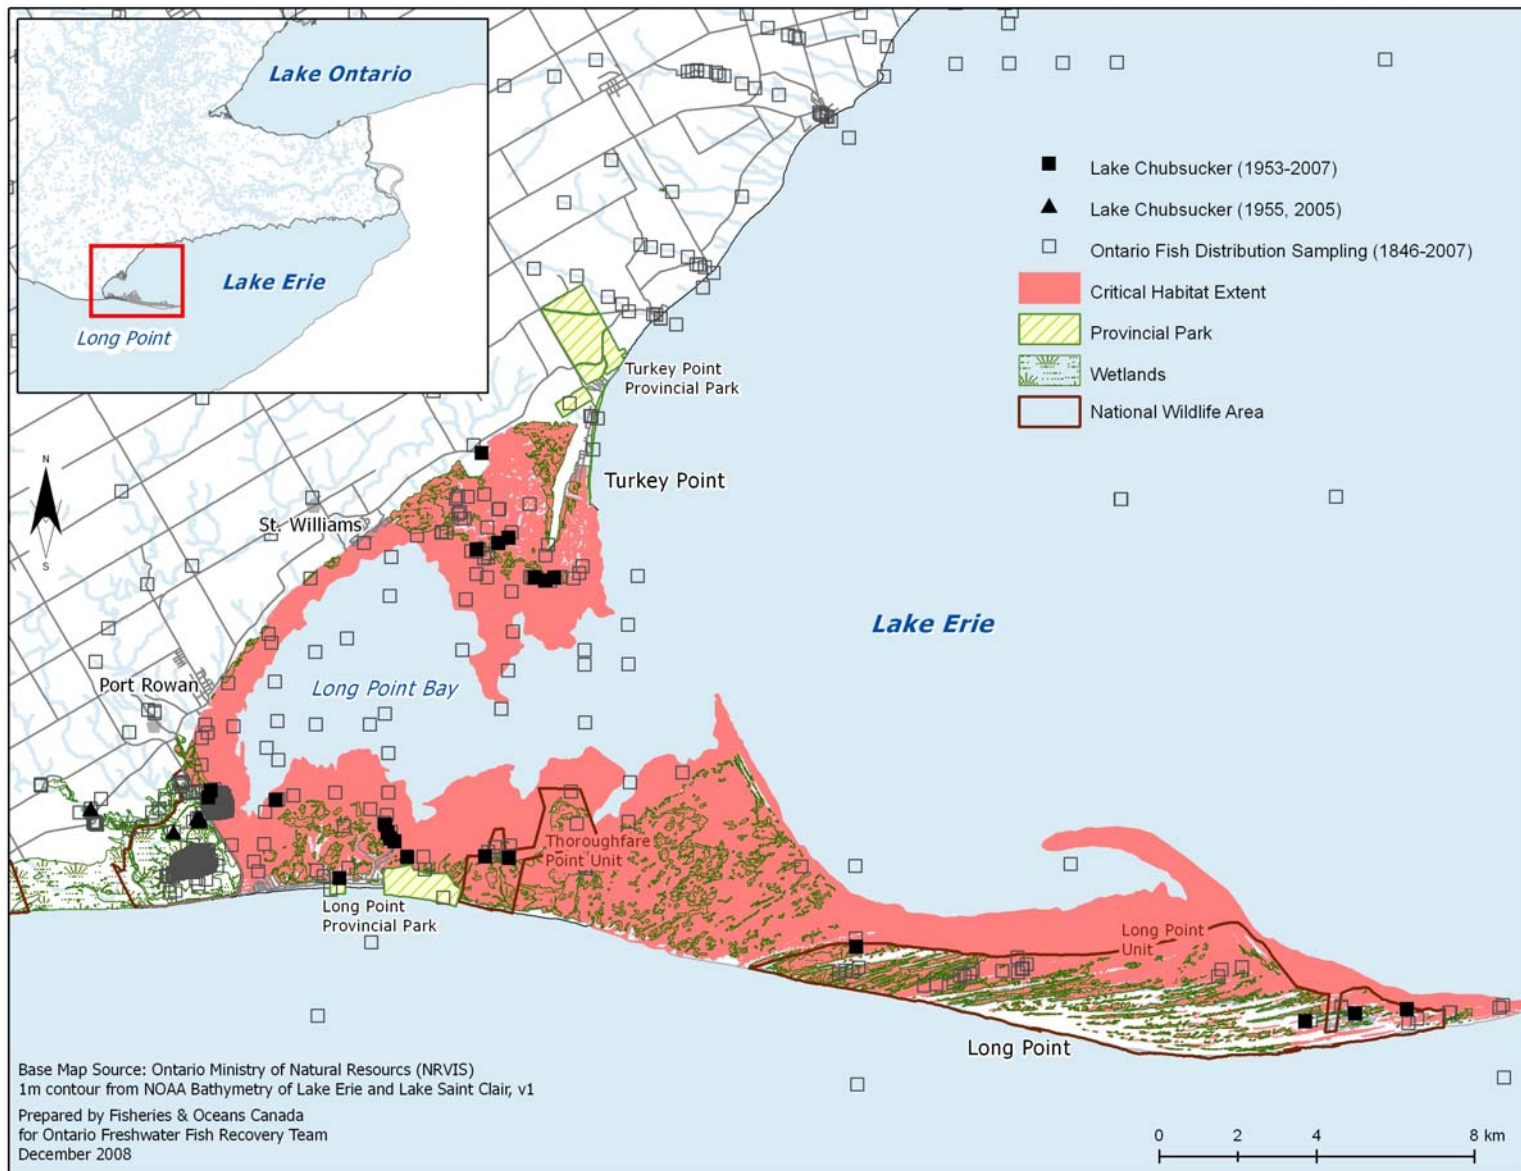 Lake Ontario
Lake Erie
Long Point
Lake Chubsucker (1953-2007)
Lake Chubsucker (1955, 2005)
Ontario Fish Distribution Sampling (1846-2007)
Critical Habitat Extent
Provincial Park
Wetlands
National Wildlife Area
Turkey Point
Provincial Park
Turkey Point
N
St. Williams
S
Lake Erie
Port Rowan
Long Point Bay
Thoroughfare
Point Unit
Long Point
Provincial Park
Long Point
Unit
Long Point
Base Map Source: Ontario Ministry of Natural Resourcs (NRVIS)
1m contour from NOAA Bathymetry of Lake Erie and Lake Saint Clair, v1
Prepared by Fisheries & Oceans Canada
for Ontario Freshwater Fish Recovery Team
December 2008
0 2 4 8 km